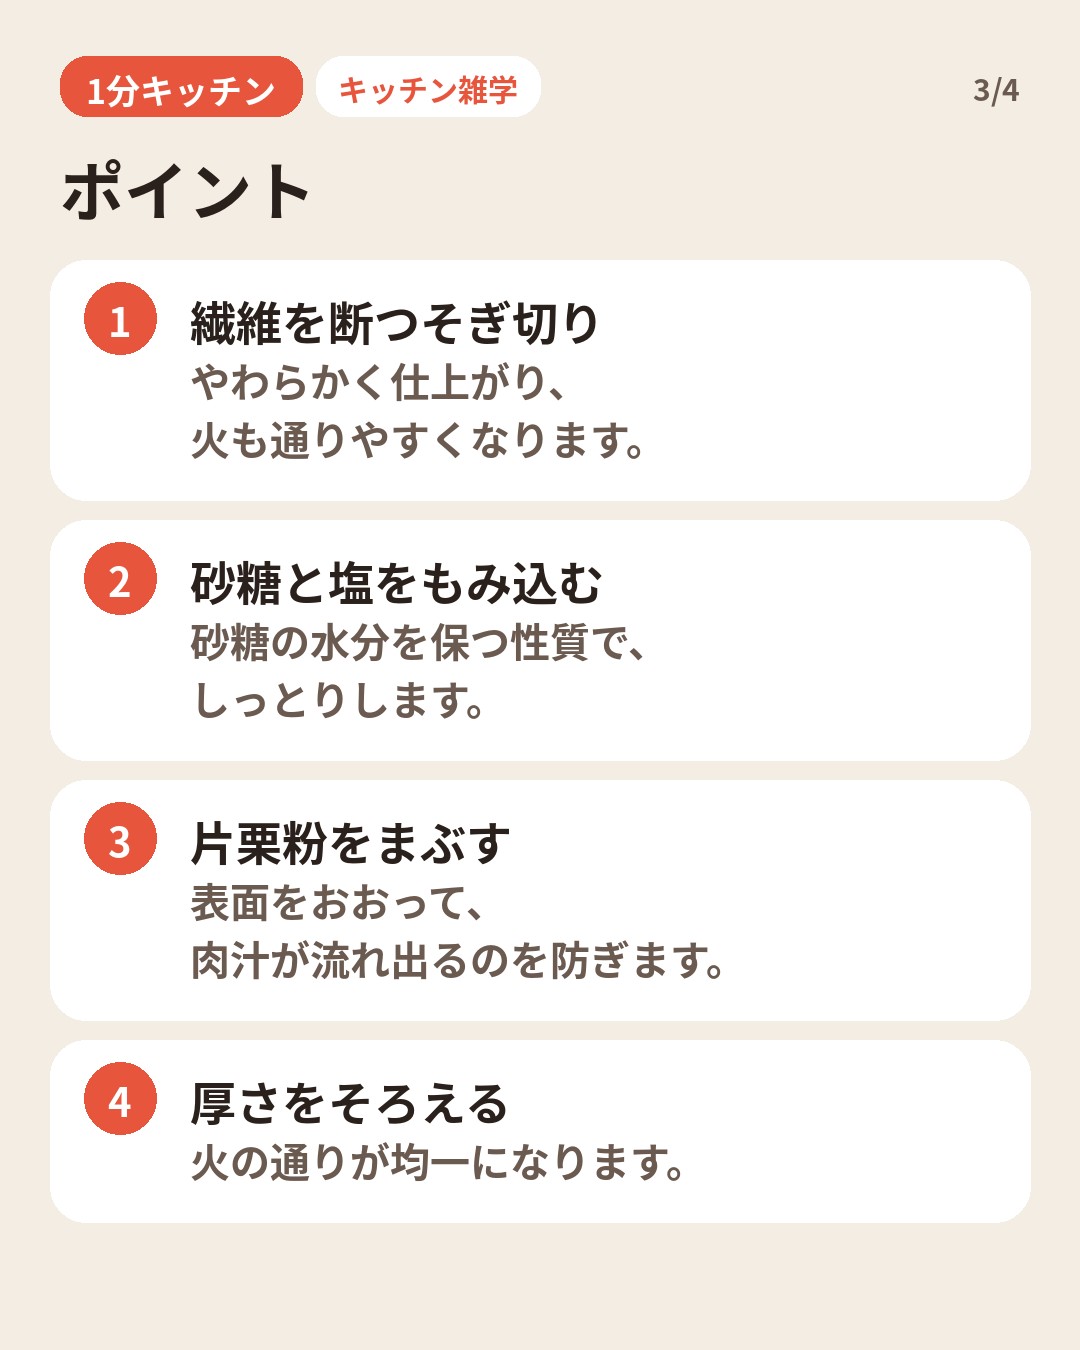 1分キッチン キッチン雑学 3/4
ポイント
1 繊維を断つそぎ切り
やわらかく仕上がり、
火も通りやすくなります。
2 砂糖と塩をもみ込む
砂糖の水分を保つ性質で、
しっとりします。
3 片栗粉をまぶす
表面をおおって、
肉汁が流れ出るのを防ぎます。
4 厚さをそろえる
火の通りが均一になります。